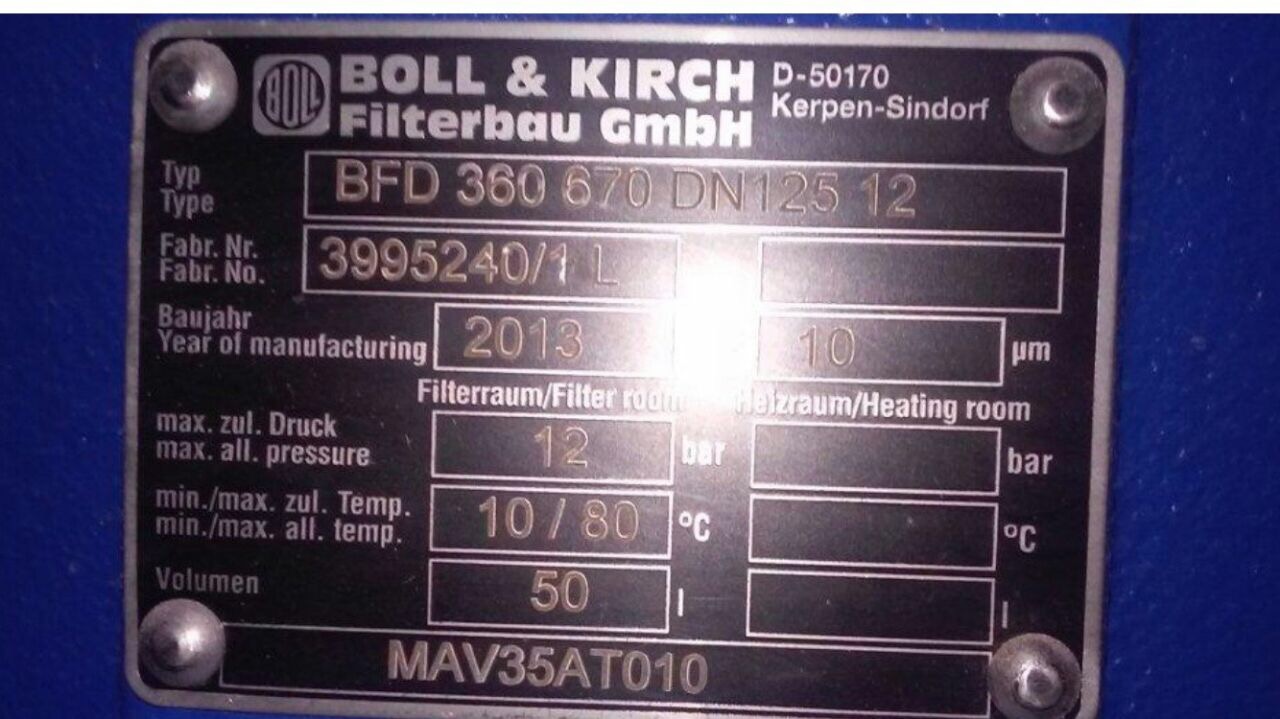 BOLL
BOLL & KIRCH
Filterbau GmbH
D-50170
Kerpen-Sindorf
Typ
Type
BFD 360 670 DN125 12
Fabr. Nr.
Fabr. No.
3995240/1 L
Baujahr
Year of manufacturing
2013
10
µm
Filterraum/Filter room
Heizraum/Heating room
max. zul. Druck
max. all. pressure
12
bar
bar
min./max. zul. Temp.
min./max. all. temp.
10 / 80
°C
°C
Volumen
50
l
l
MAV35AT010